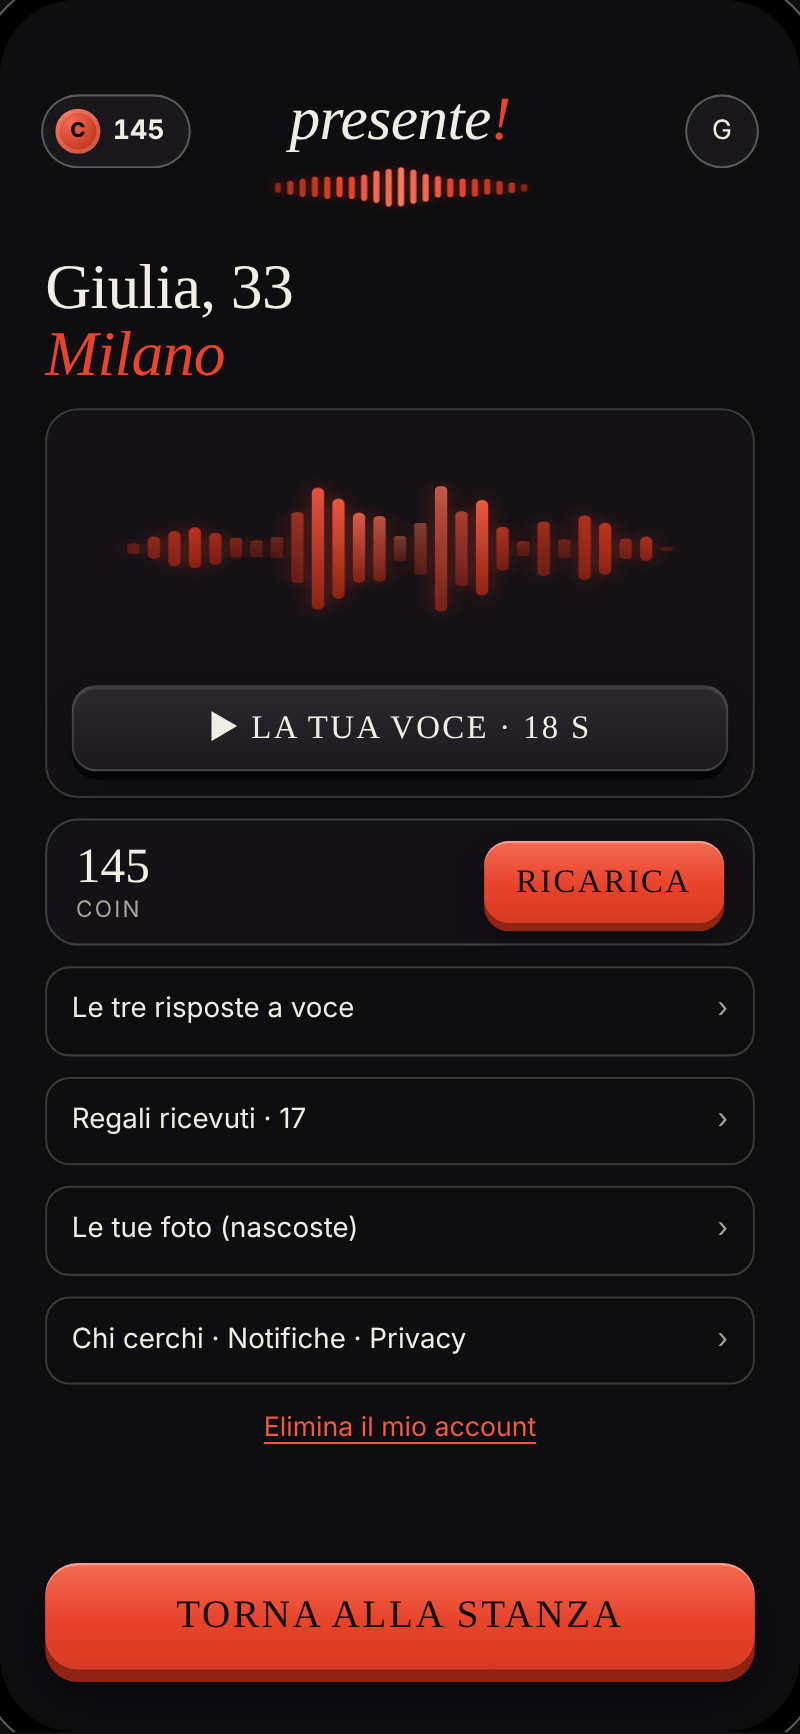 C 145
presente!
G
Giulia, 33
Milano
▶ LA TUA VOCE · 18 S
145
COIN
RICARICA
Le tre risposte a voce ›
Regali ricevuti · 17 ›
Le tue foto (nascoste) ›
Chi cerchi · Notifiche · Privacy ›
Elimina il mio account
TORNA ALLA STANZA